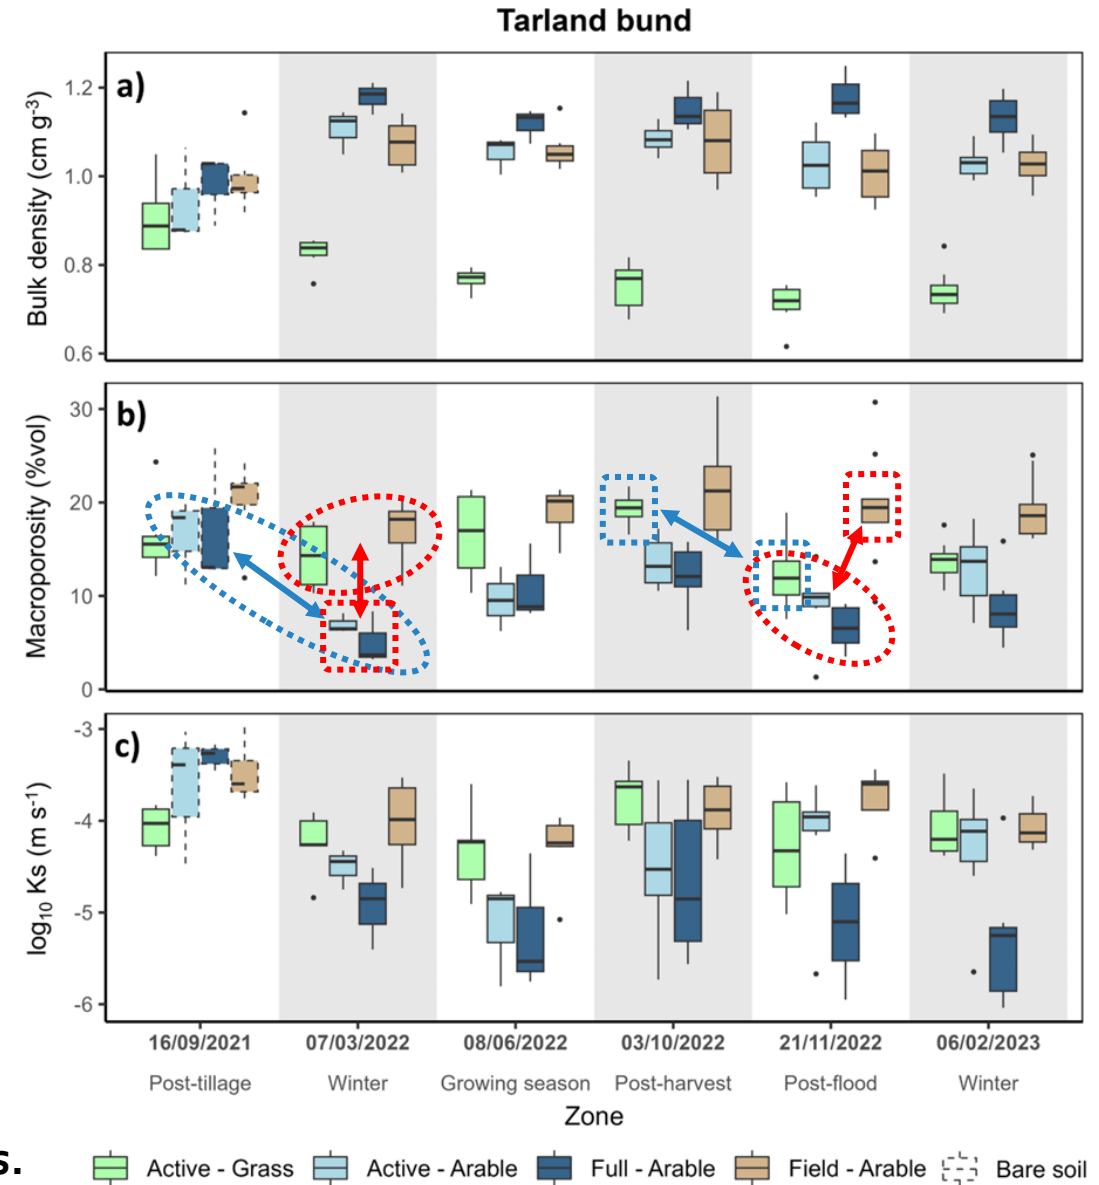 Tarland bund
a)
Bulk density (cm g-3)
1.2
1.0
0.8
0.6
b)
Macroporosity (%vol)
30
20
10
0
c)
log10 Ks (m s-1)
-3
-4
-5
-6
16/09/2021 07/03/2022 08/06/2022 03/10/2022 21/11/2022 06/02/2023
Post-tillage Winter Growing season Post-harvest Post-flood Winter
Zone
s. Active - Grass Active - Arable Full - Arable Field - Arable Bare soil